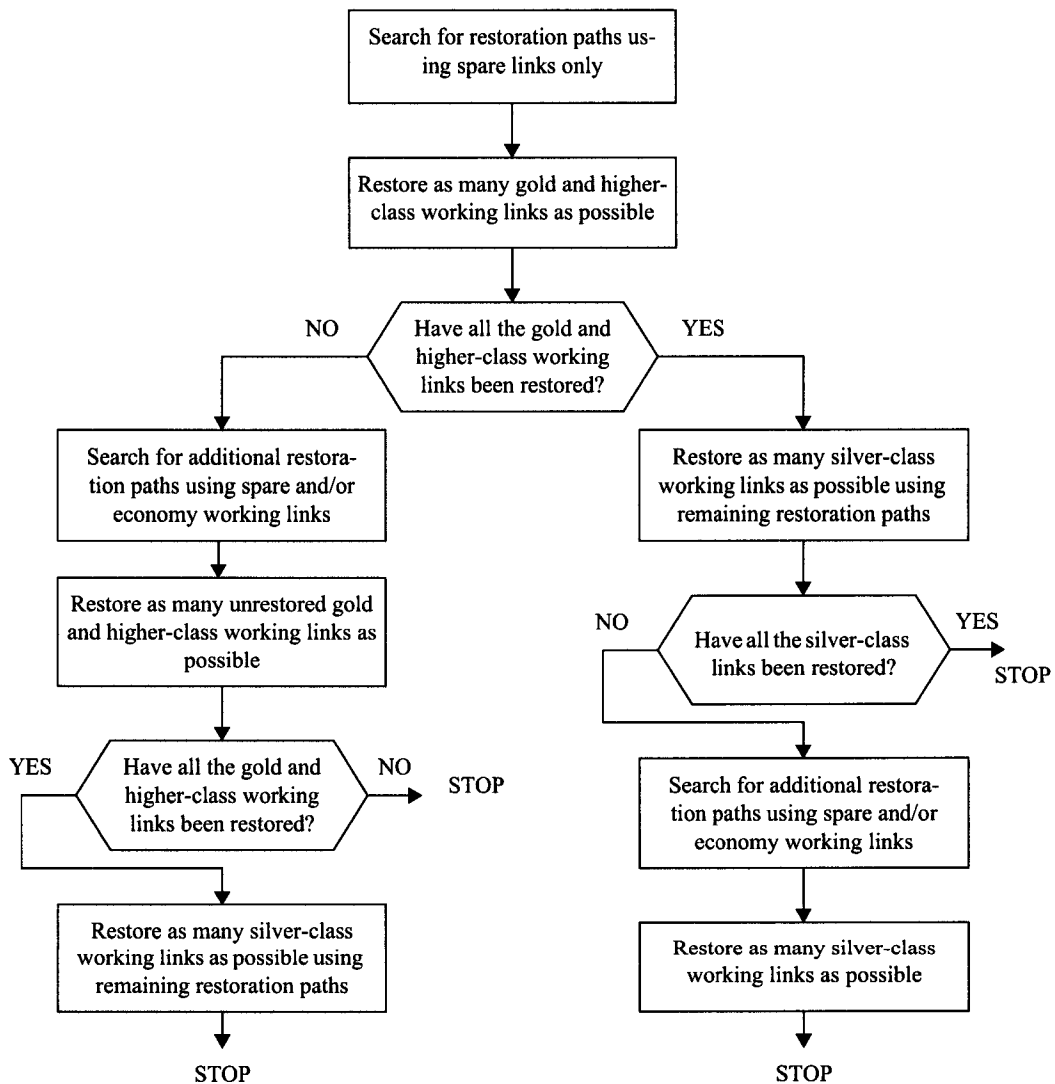 Search for restoration paths us-
ing spare links only
Restore as many gold and higher-
class working links as possible
NO
Have all the gold and
higher-class working
links been restored?
YES
Search for additional restora-
tion paths using spare and/or
economy working links
Restore as many unrestored gold
and higher-class working links as
possible
YES
Have all the gold and
higher-class working
links been restored?
NO
STOP
Restore as many silver-class
working links as possible using
remaining restoration paths
STOP
Restore as many silver-class
working links as possible using
remaining restoration paths
NO
Have all the silver-class
links been restored?
YES
STOP
Search for additional restora-
tion paths using spare and/or
economy working links
Restore as many silver-class
working links as possible
STOP